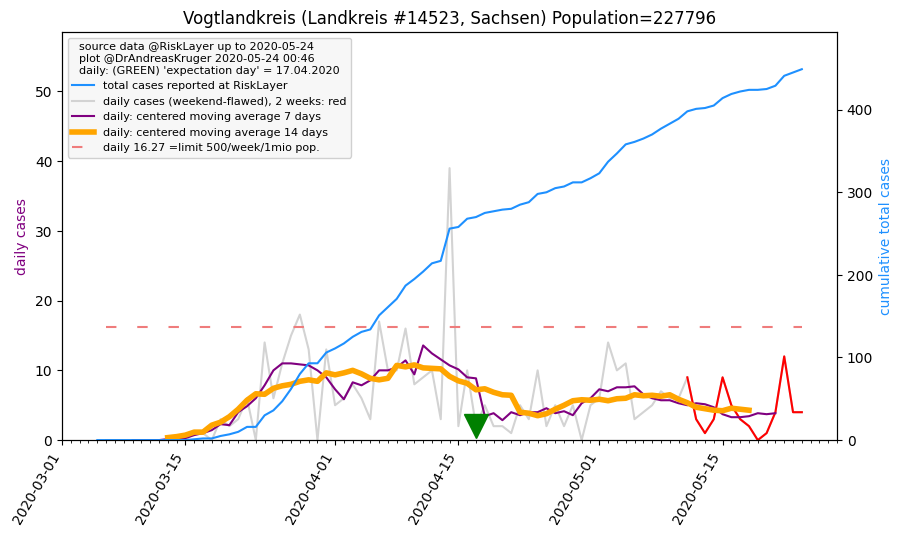 Vogtlandkreis (Landkreis #14523, Sachsen) Population=227796
source data @RiskLayer up to 2020-05-24
plot @DrAndreasKruger 2020-05-24 00:46
daily: (GREEN) 'expectation day' = 17.04.2020
total cases reported at RiskLayer
daily cases (weekend-flawed), 2 weeks: red
daily: centered moving average 7 days
daily: centered moving average 14 days
daily 16.27 =limit 500/week/1mio pop.
daily cases
50
40
30
20
10
0
cumulative total cases
400
300
200
100
0
2020-03-01
2020-03-15
2020-04-01
2020-04-15
2020-05-01
2020-05-15